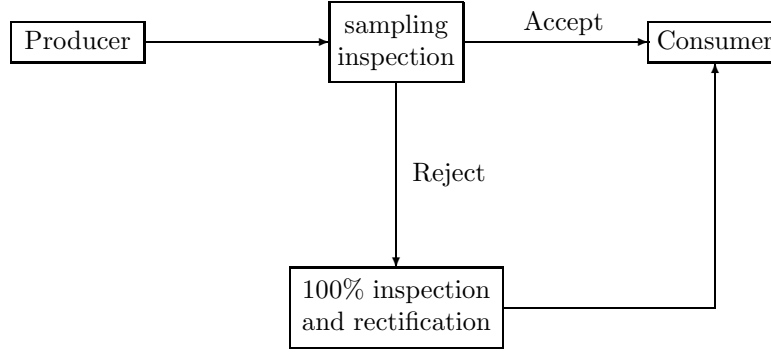 Producer
sampling
inspection
Accept
Consumer
Reject
100% inspection
and rectification